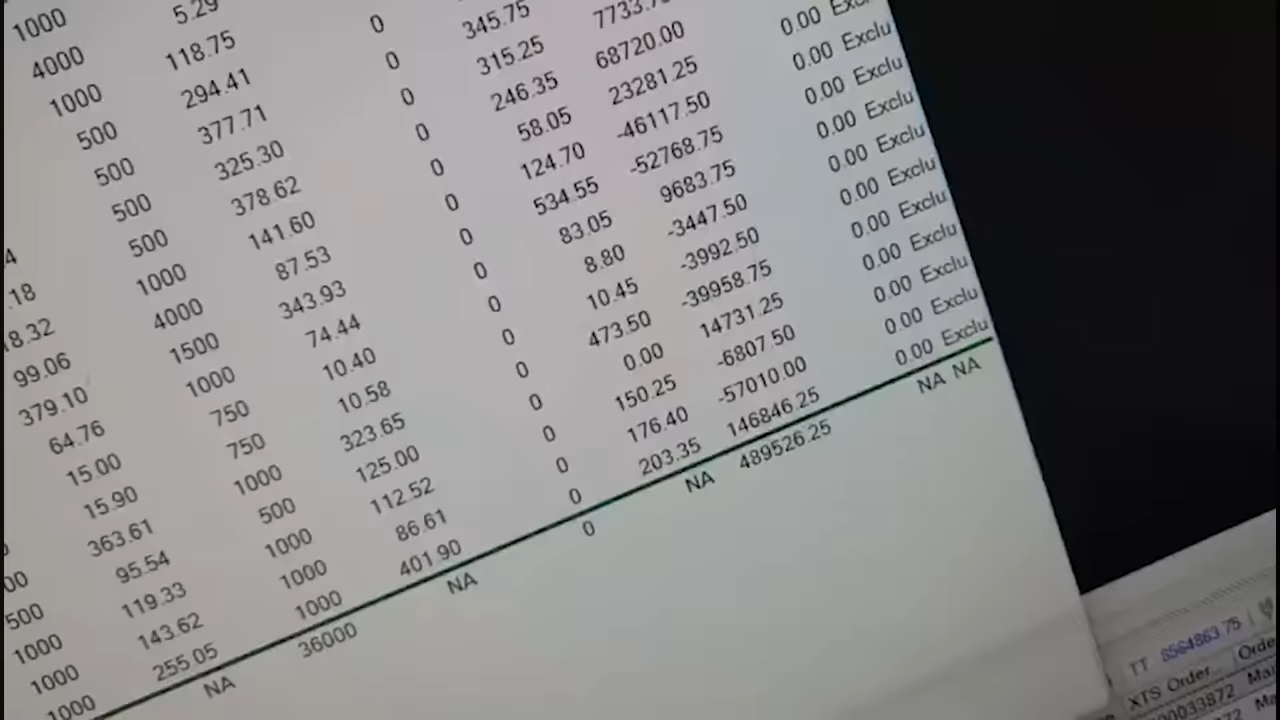 1000
4000 5.29
1000 118.75
500 294.41 0
500 377.71 0 345.75
500 325.30 0 315.25
.18 500 378.62 0 246.35 68720.00
18.32 1000 141.60 0 58.05 23281.25 0.00
99.06 4000 87.53 0 124.70 -46117.50 0.00 Exclu
379.10 1500 343.93 0 534.55 -52768.75 0.00 Exclu
64.76 1000 74.44 0 83.05 9683.75 0.00 Exclu
15.00 750 10.40 0 8.80 -3447.50 0.00 Exclu
15.90 750 10.58 0 10.45 -3992.50 0.00 Exclu
00 363.61 1000 323.65 0 473.50 -39958.75 0.00 Exclu
500 95.54 500 125.00 0 0.00 14731.25 0.00 Exclu
1000 119.33 1000 112.52 0 150.25 -6807.50 0.00 Exclu
1000 143.62 1000 86.61 0 176.40 -57010.00 0.00 Exclu
1000 255.05 1000 401.90 0 203.35 146846.25 0.00 Exclu
NA 36000 NA 0 NA 489526.25 NA NA
TT 8564863.75
XTS Order... Orde
00033872 Mai